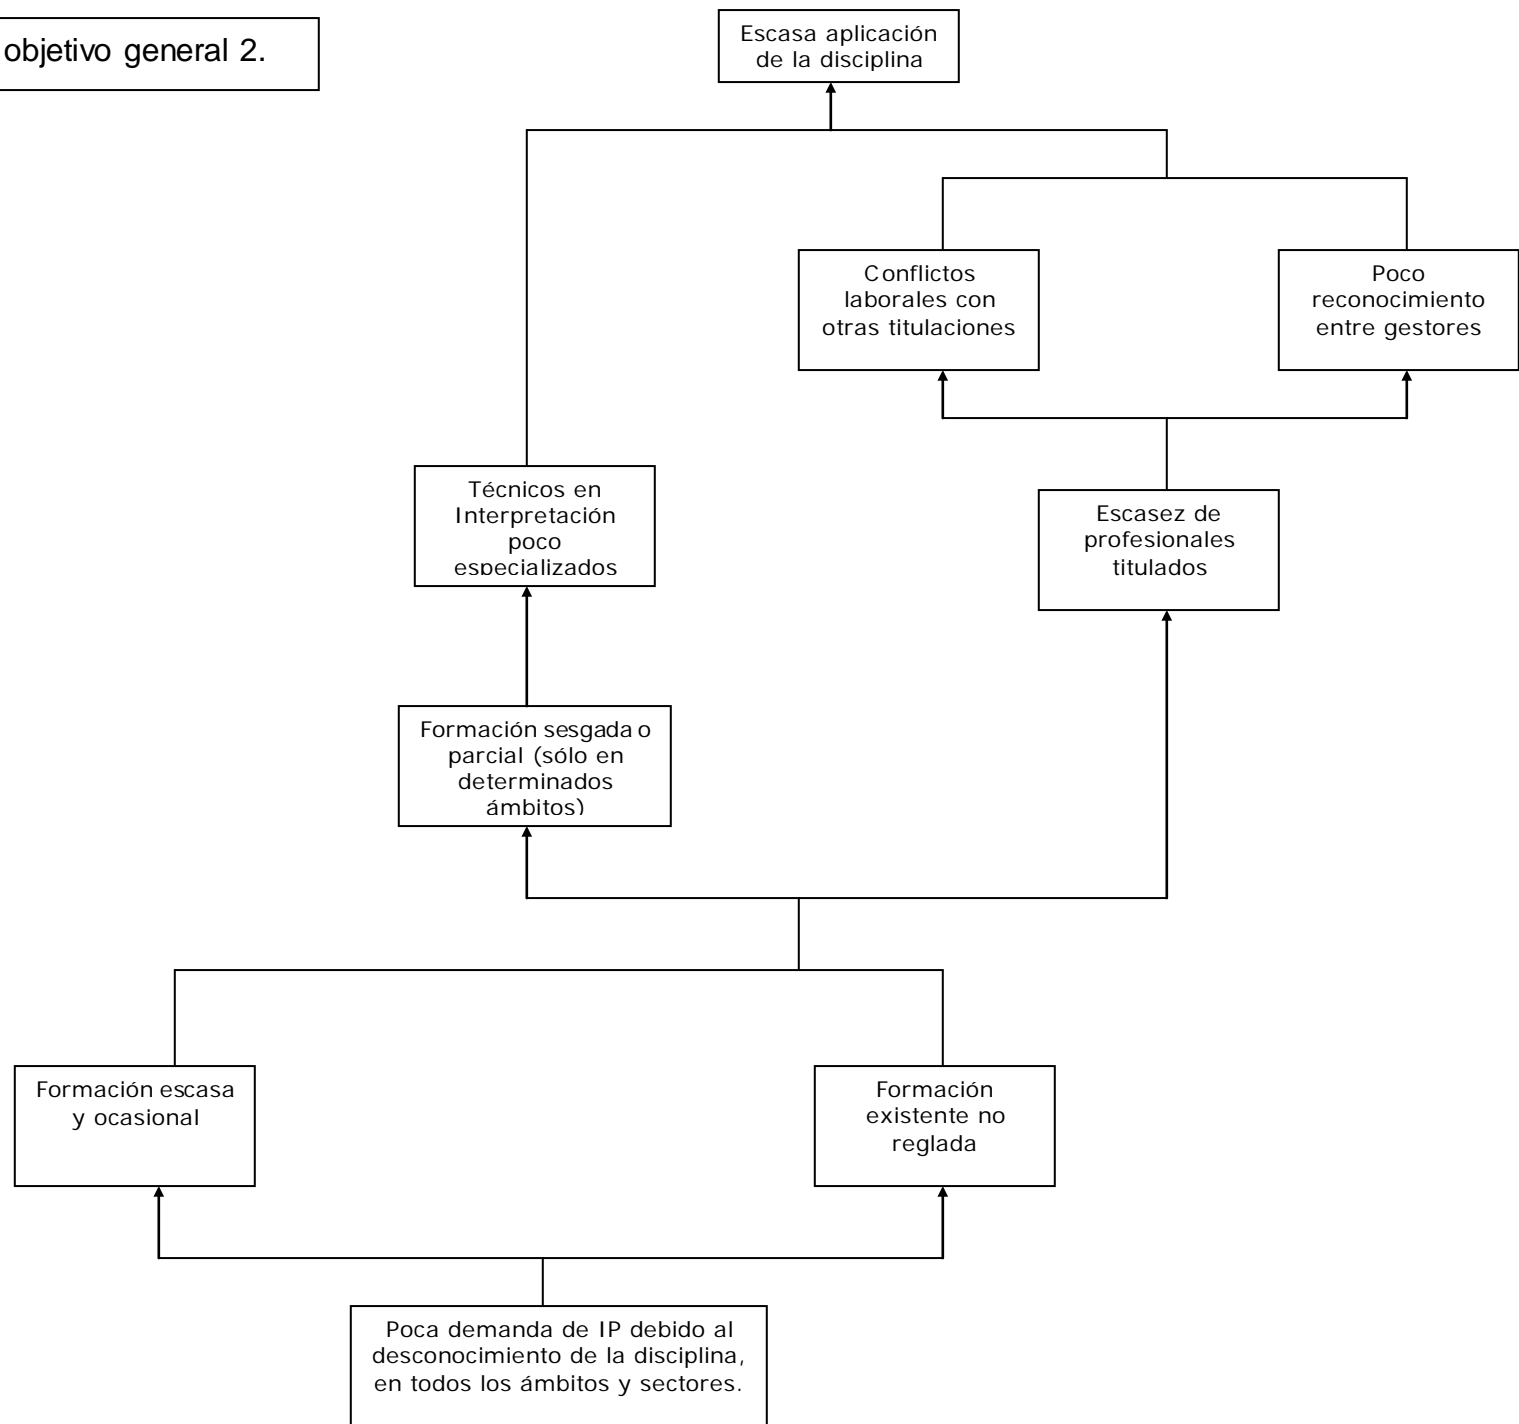 objetivo general 2.
Escasa aplicación
de la disciplina
Conflictos
laborales con
otras titulaciones
Poco
reconocimiento
entre gestores
Técnicos en
Interpretación
poco
especializados
Escasez de
profesionales
titulados
Formación sesgada o
parcial (sólo en
determinados
ámbitos)
Formación escasa
y ocasional
Formación
existente no
reglada
Poca demanda de IP debido al
desconocimiento de la disciplina,
en todos los ámbitos y sectores.